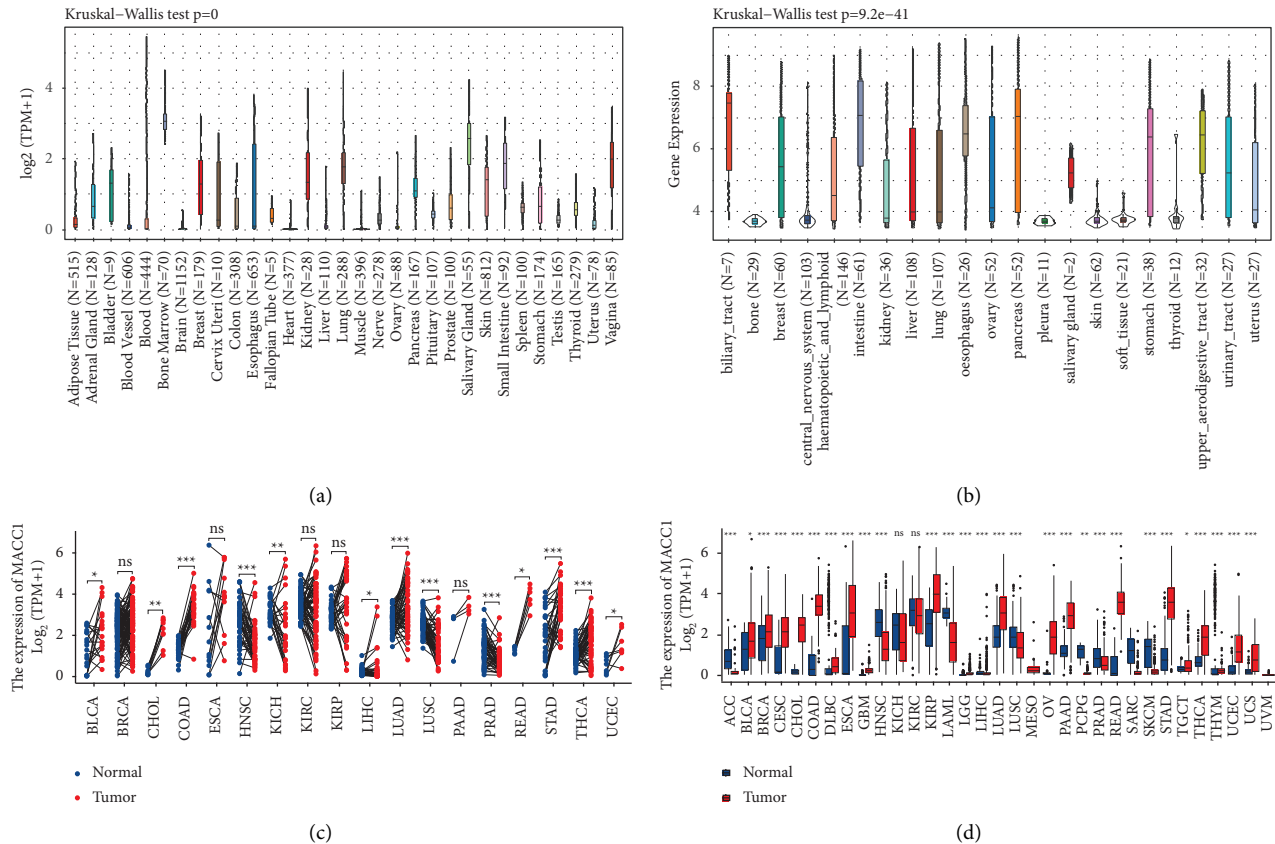 Kruskal−Wallis test p=0
log2 (TPM+1)
4
2
0
Adipose Tissue (N=515)
Adrenal Gland (N=128)
Bladder (N=9)
Blood Vessel (N=606)
Blood (N=444)
Bone Marrow (N=70)
Brain (N=1152)
Breast (N=179)
Cervix Uteri (N=10)
Colon (N=308)
Esophagus (N=653)
Fallopian Tube (N=5)
Heart (N=377)
Kidney (N=28)
Liver (N=110)
Lung (N=288)
Muscle (N=396)
Nerve (N=278)
Ovary (N=88)
Pancreas (N=167)
Pituitary (N=107)
Prostate (N=100)
Salivary Gland (N=55)
Skin (N=812)
Small Intestine (N=92)
Spleen (N=100)
Stomach (N=174)
Testis (N=165)
Thyroid (N=279)
Uterus (N=78)
Vagina (N=85)
(a)
Kruskal−Wallis test p=9.2e−41
Gene Expression
8
6
4
biliary_tract (N=7)
bone (N=29)
breast (N=60)
central_nervous_system (N=103)
haematopoietic_and_lymphoid
(N=146)
intestine (N=61)
kidney (N=36)
liver (N=108)
lung (N=107)
oesophagus (N=26)
ovary (N=52)
pancreas (N=52)
pleura (N=11)
salivary gland (N=2)
skin (N=62)
soft_tissue (N=21)
stomach (N=38)
thyroid (N=12)
upper_aerodigestive_tract (N=32)
urinary_tract (N=27)
uterus (N=27)
(b)
The expression of MACC1
Log2 (TPM+1)
6
4
2
0
*
ns
**
***
ns
***
**
ns
ns
*
***
***
ns
***
*
***
***
*
BLCA
BRCA
CHOL
COAD
ESCA
HNSC
KICH
KIRC
KIRP
LIHC
LUAD
LUSC
PAAD
PRAD
READ
STAD
THCA
UCEC
Normal
Tumor
(c)
The expression of MACC1
Log2 (TPM+1)
6
4
2
0
*** * *** *** *** *** *** *** *** *** ns ns *** *** *** *** *** *** *** *** ** *** *** *** *** * *** *** *** ***
ACC
BLCA
BRCA
CESC
CHOL
COAD
DLBC
ESCA
GBM
HNSC
KICH
KIRC
KIRP
LAML
LGG
LIHC
LUAD
LUSC
MESO
OV
PAAD
PCPG
PRAD
READ
SARC
SKCM
STAD
TGCT
THCA
THYM
UCEC
UCS
UVM
Normal
Tumor
(d)